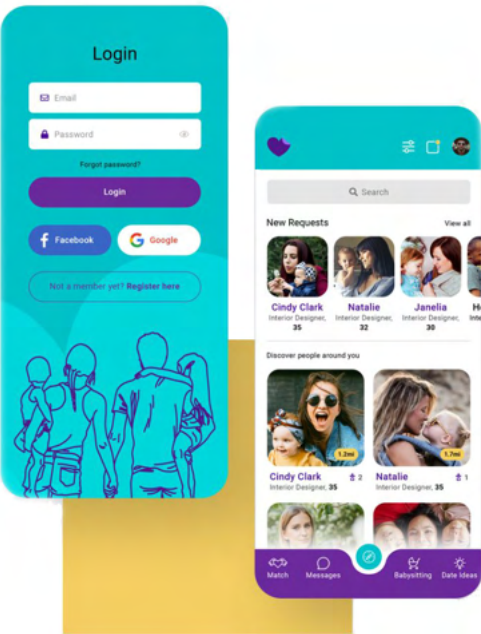 Login
Email
Password
Forgot password?
Login
Facebook
Google
Not a member yet? Register here
Search
New Requests View all
Cindy Clark
Interior Designer,
35
Natalie
Interior Designer,
32
Janelia
Interior Designer,
30
H
Inte
Discover people around you
1.2mi
Cindy Clark 2
Interior Designer, 35
1.7mi
Natalie 1
Interior Designer, 35
Match
Messages
Babysitting
Date Ideas